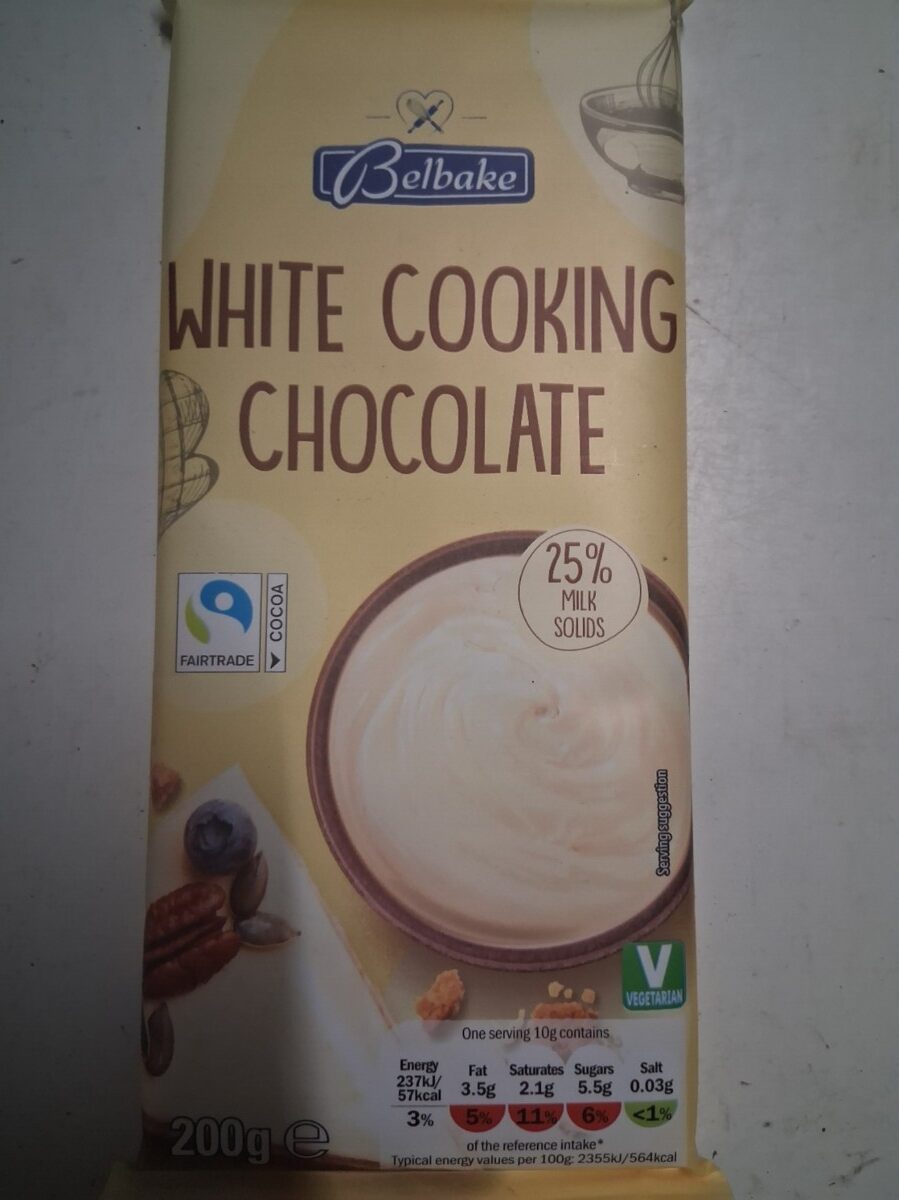 Belbake
WHITE COOKING
CHOCOLATE
25%
MILK
SOLIDS
FAIRTRADE
COCOA
Serving suggestion
V
VEGETARIAN
One serving 10g contains
Energy 237kJ/ 57kcal 3%
Fat 3.5g 5%
Saturates 2.1g 11%
Sugars 5.5g 6%
Salt 0.03g <1%
of the reference intake*
Typical energy values per 100g: 2355kJ/564kcal
200g e